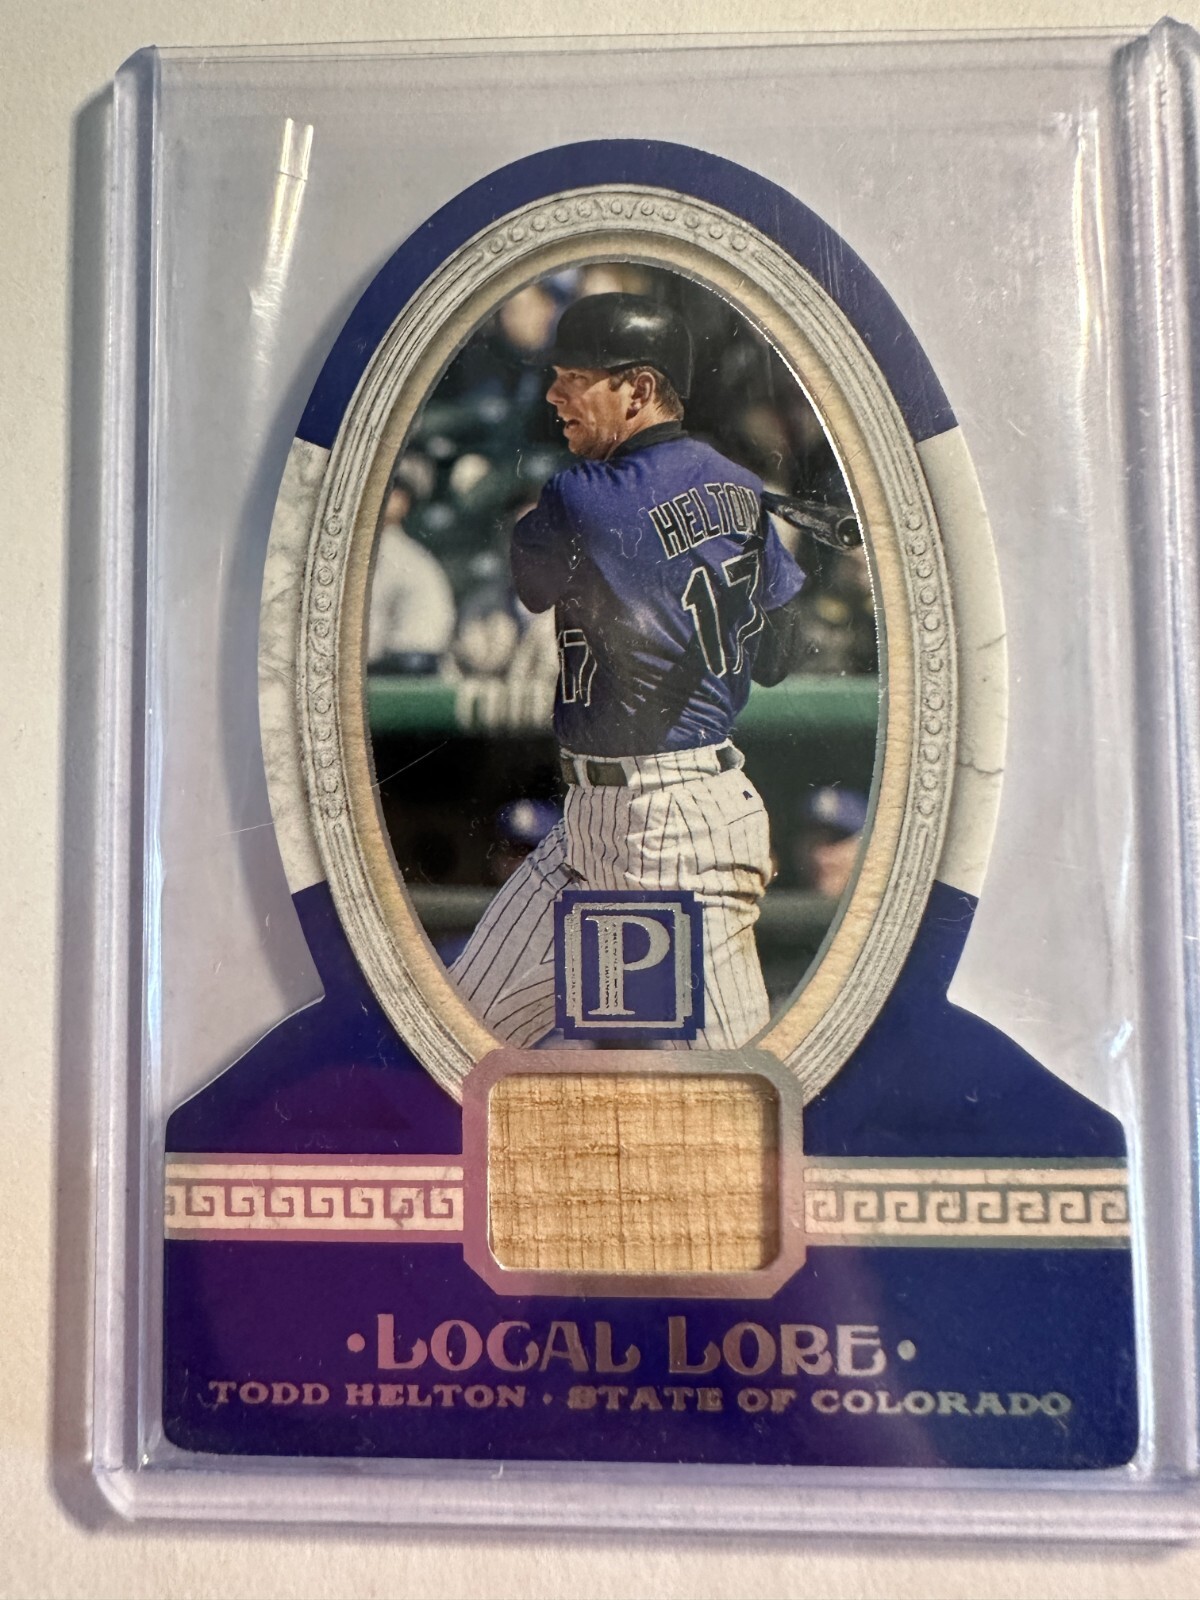 HELTON
17
17
P
·LOCAL LORE·
TODD HELTON · STATE OF COLORADO